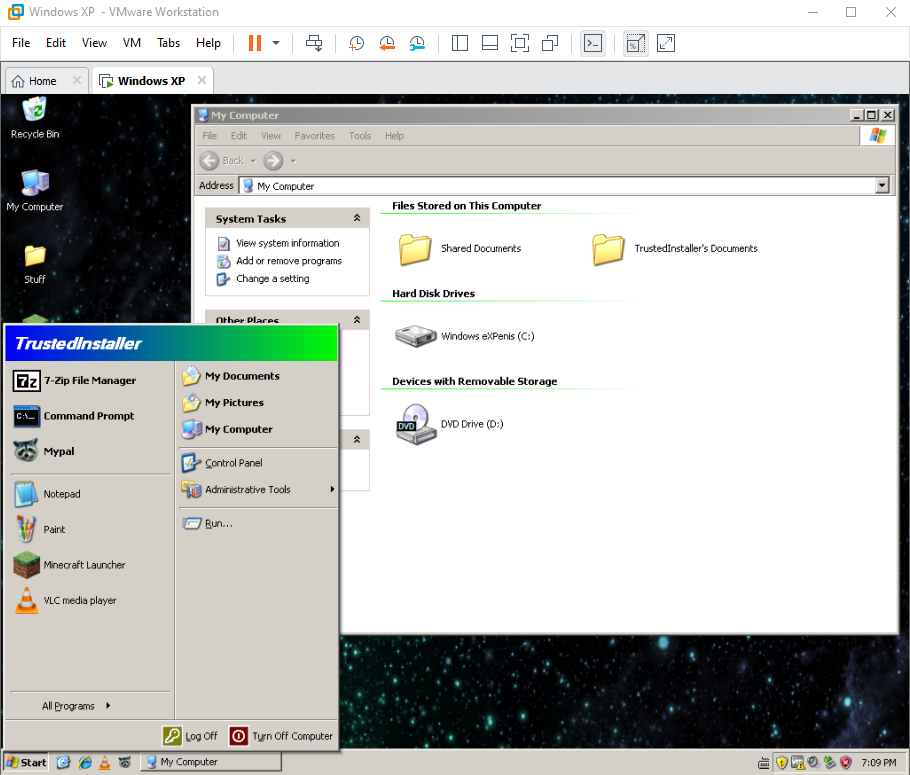 Windows XP - VMware Workstation
File Edit View VM Tabs Help
Home Windows XP
Recycle Bin
My Computer
Stuff
My Computer
File Edit View Favorites Tools Help
Back
Address My Computer
System Tasks
View system information
Add or remove programs
Change a setting
Other Places
Files Stored on This Computer
Shared Documents TrustedInstaller's Documents
Hard Disk Drives
Windows eXPenis (C:)
Devices with Removable Storage
DVD
DVD Drive (D:)
TrustedInstaller
7z 7-Zip File Manager
C:\ Command Prompt
Mypal
Notepad
Paint
Minecraft Launcher
VLC media player
All Programs
My Documents
My Pictures
My Computer
Control Panel
Administrative Tools
Run...
Log Off Turn Off Computer
Start My Computer 7:09 PM